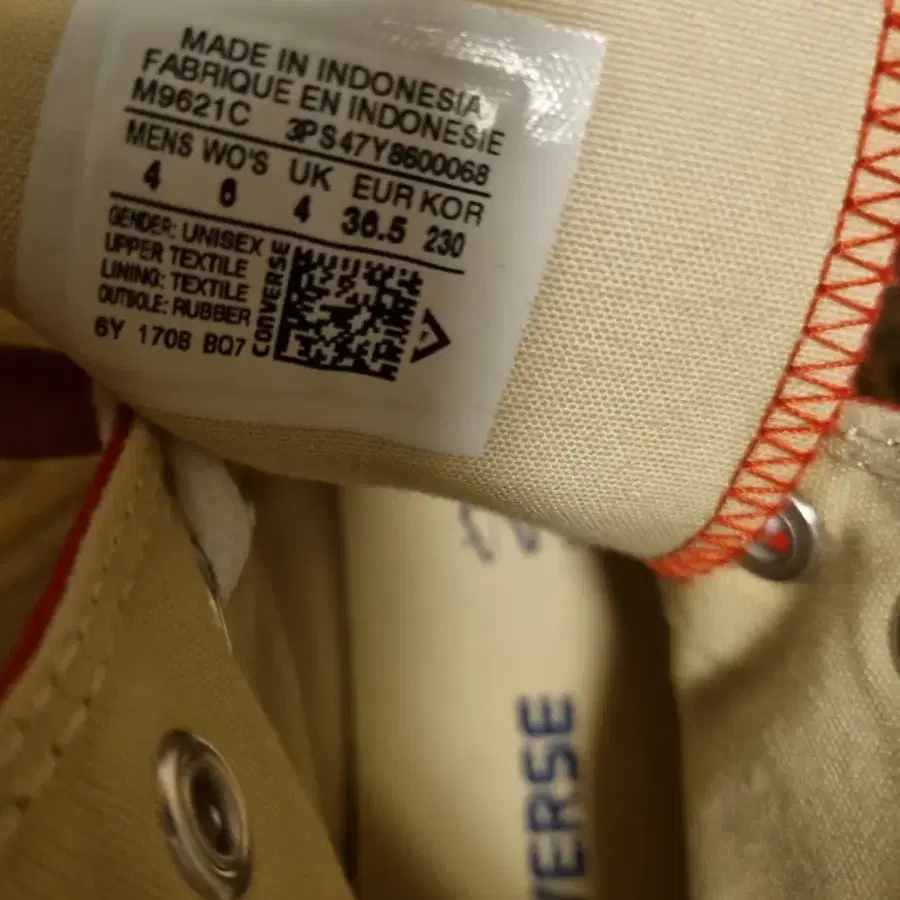 MADE IN INDONESIA
FABRIQUE EN INDONESIE
M9621C 3PS47Y8600068
MENS WO'S UK EUR KOR
4 6 4 36.5 230
GENDER: UNISEX
UPPER TEXTILE
LINING: TEXTILE
OUTSOLE: RUBBER
6Y 1708 BQ7
CONVERSE
VERSE